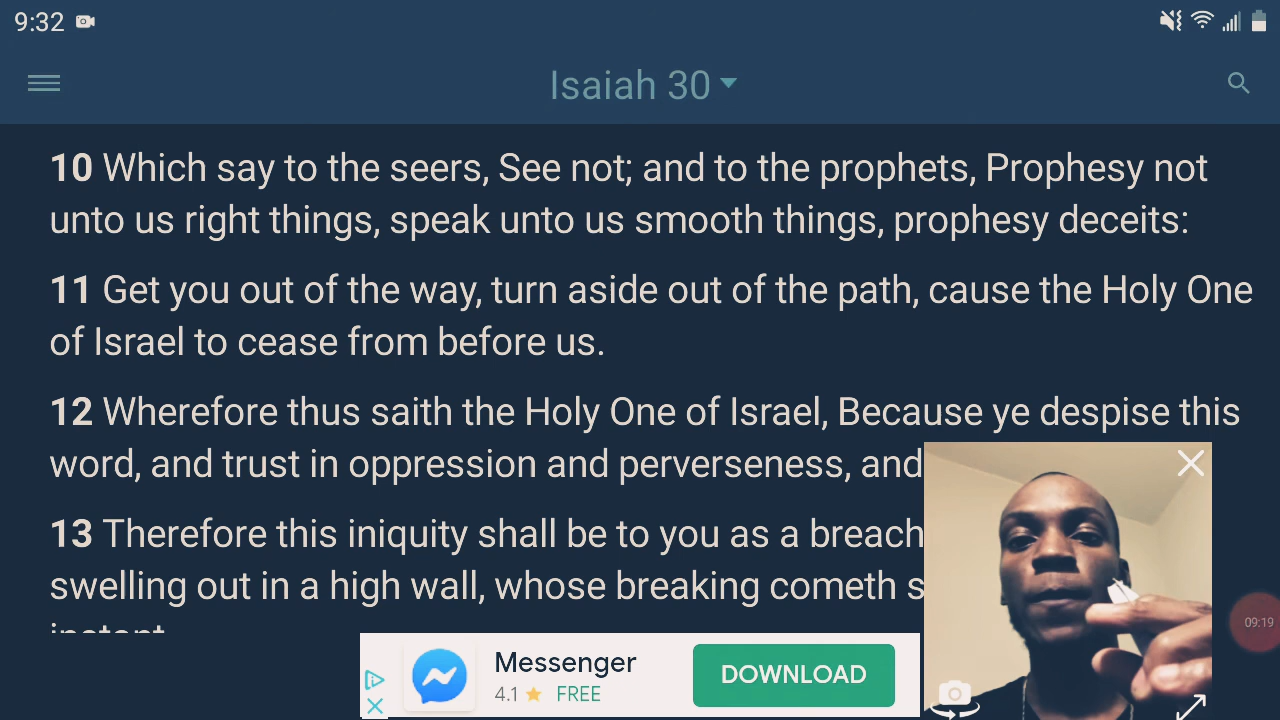 9:32
Isaiah 30
10 Which say to the seers, See not; and to the prophets, Prophesy not
unto us right things, speak unto us smooth things, prophesy deceits:
11 Get you out of the way, turn aside out of the path, cause the Holy One
of Israel to cease from before us.
12 Wherefore thus saith the Holy One of Israel, Because ye despise this
word, and trust in oppression and perverseness, and
13 Therefore this iniquity shall be to you as a breach
swelling out in a high wall, whose breaking cometh s
Messenger
4.1 FREE
DOWNLOAD
09:19